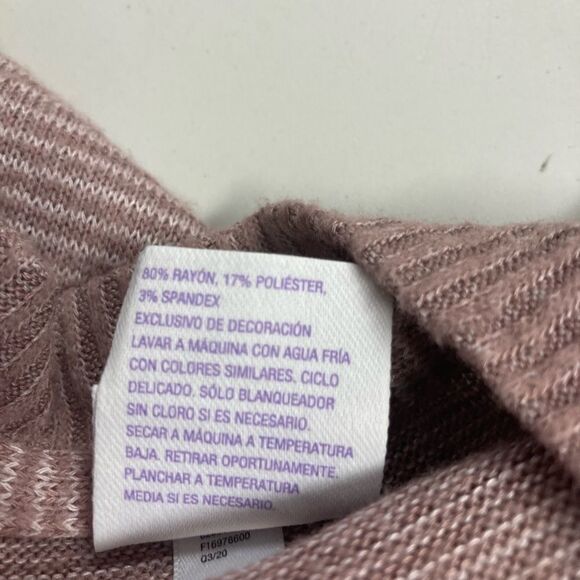 80% RAYÓN, 17% POLIÉSTER,
3% SPANDEX
EXCLUSIVO DE DECORACIÓN
LAVAR A MÁQUINA CON AGUA FRÍA
CON COLORES SIMILARES. CICLO
DELICADO. SÓLO BLANQUEADOR
SIN CLORO SI ES NECESARIO.
SECAR A MÁQUINA A TEMPERATURA
BAJA. RETIRAR OPORTUNAMENTE.
PLANCHAR A TEMPERATURA
MEDIA SI ES NECESARIO.
F16976600
Q3/20